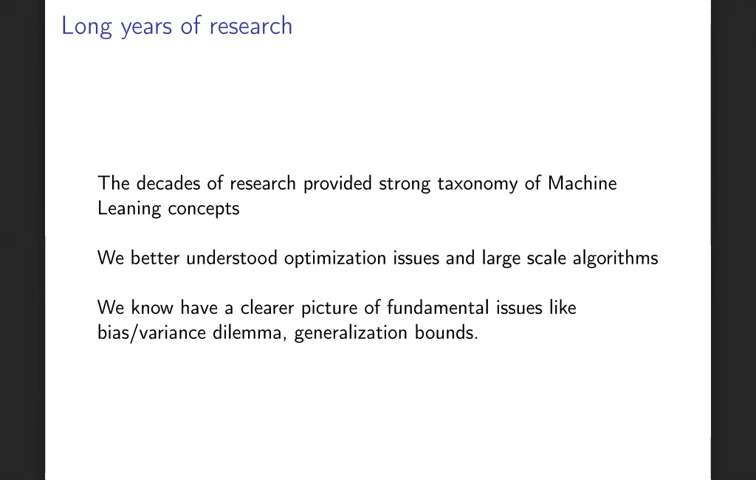 Long years of research
The decades of research provided strong taxonomy of Machine
Leaning concepts
We better understood optimization issues and large scale algorithms
We know have a clearer picture of fundamental issues like
bias/variance dilemma, generalization bounds.